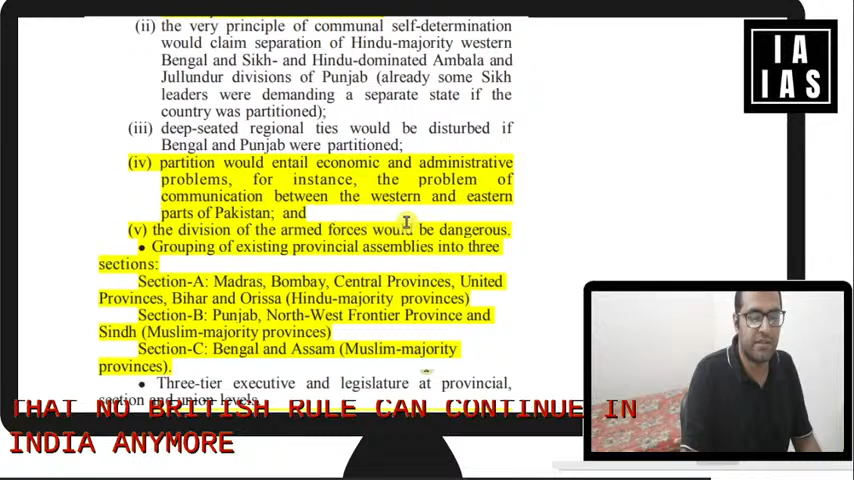 (ii) the very principle of communal self-determination
would claim separation of Hindu-majority western
Bengal and Sikh- and Hindu-dominated Ambala and
Jullundur divisions of Punjab (already some Sikh
leaders were demanding a separate state if the
country was partitioned);
(iii) deep-seated regional ties would be disturbed if
Bengal and Punjab were partitioned;
(iv) partition would entail economic and administrative
problems, for instance, the problem of
communication between the western and eastern
parts of Pakistan; and
(v) the division of the armed forces would be dangerous.
• Grouping of existing provincial assemblies into three
sections:
Section-A: Madras, Bombay, Central Provinces, United
Provinces, Bihar and Orissa (Hindu-majority provinces)
Section-B: Punjab, North-West Frontier Province and
Sindh (Muslim-majority provinces)
Section-C: Bengal and Assam (Muslim-majority
provinces).
• Three-tier executive and legislature at provincial,
section and union levels.
THAT NO BRITISH RULE CAN CONTINUE IN
INDIA ANYMORE
IA
IAS